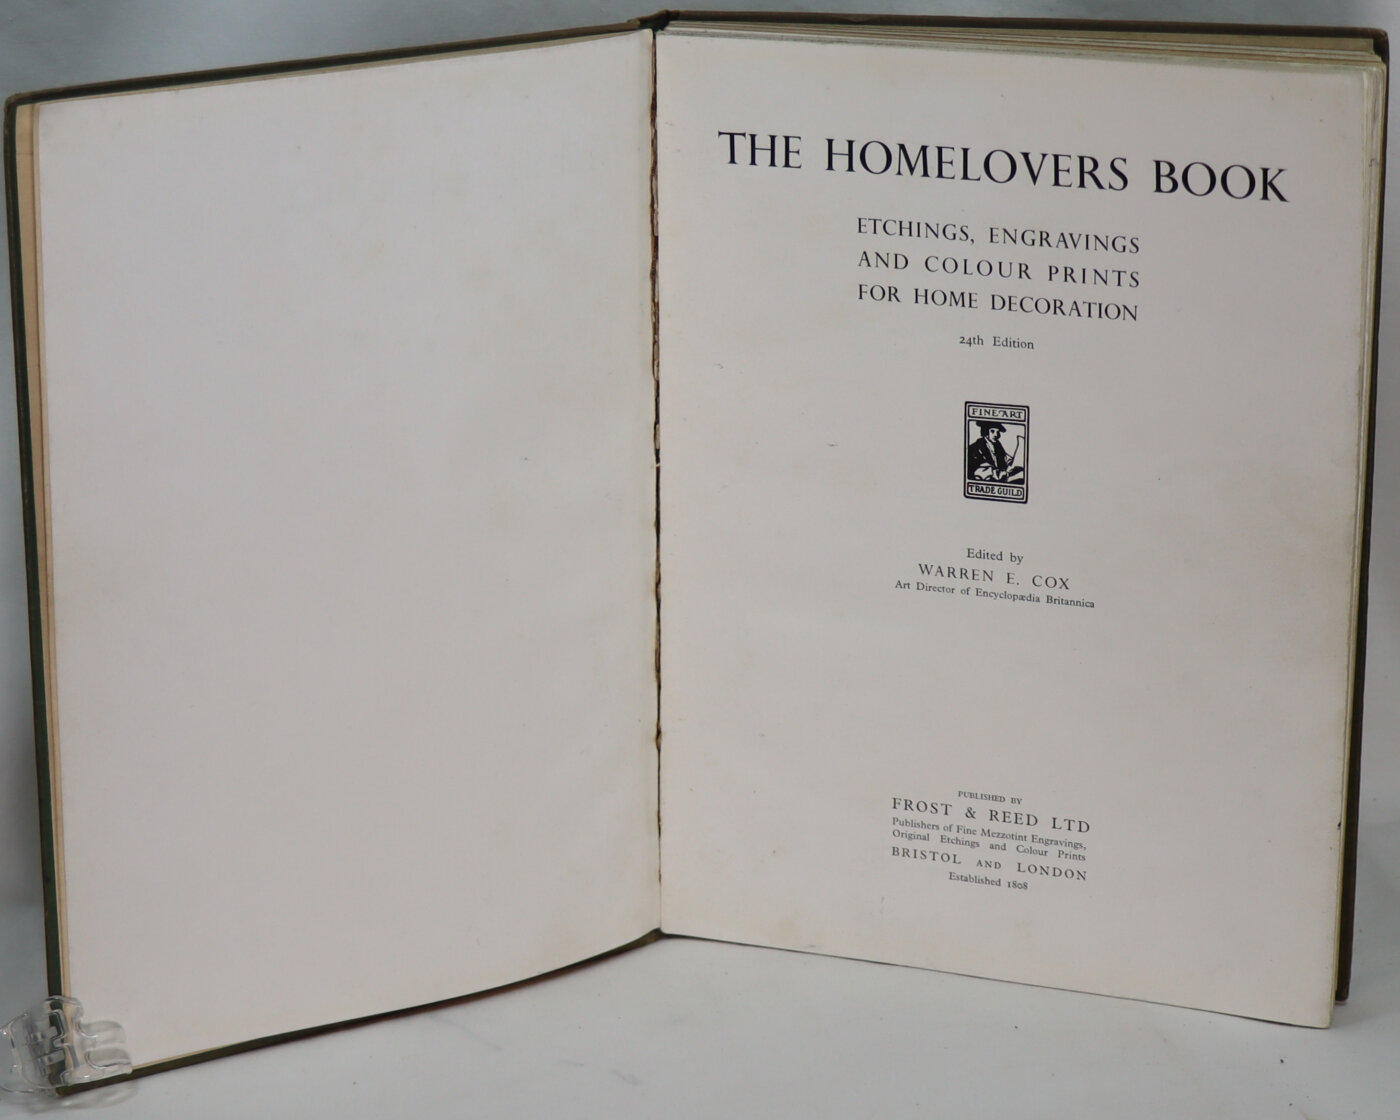 THE HOMELOVERS BOOK
ETCHINGS, ENGRAVINGS
AND COLOUR PRINTS
FOR HOME DECORATION
24th Edition
FINE ART
TRADE GUILD
Edited by
WARREN E. COX
Art Director of Encyclopædia Britannica
PUBLISHED BY
FROST & REED LTD
Publishers of Fine Mezzotint Engravings,
Original Etchings and Colour Prints
BRISTOL AND LONDON
Established 1808